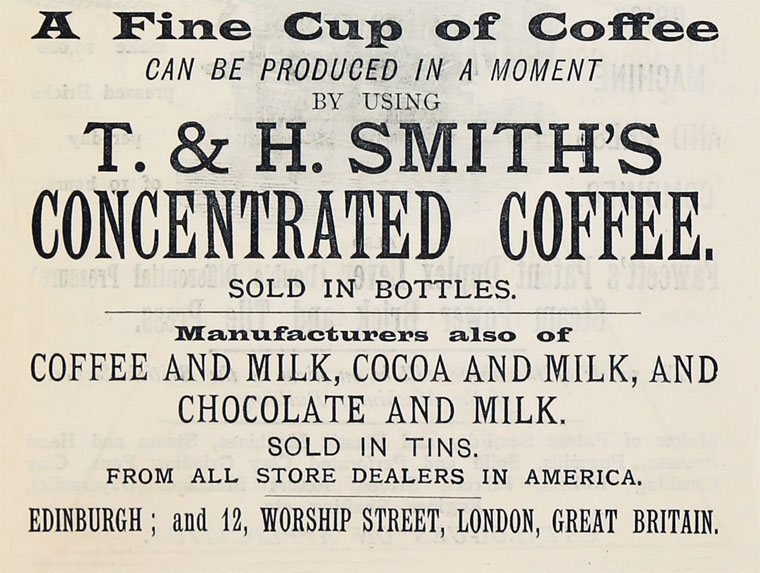 A Fine Cup of Coffee
CAN BE PRODUCED IN A MOMENT
BY USING
T. & H. SMITH'S
CONCENTRATED COFFEE.
SOLD IN BOTTLES.
Manufacturers also of
COFFEE AND MILK, COCOA AND MILK, AND
CHOCOLATE AND MILK.
SOLD IN TINS.
FROM ALL STORE DEALERS IN AMERICA.
EDINBURGH ; and 12, WORSHIP STREET, LONDON, GREAT BRITAIN.